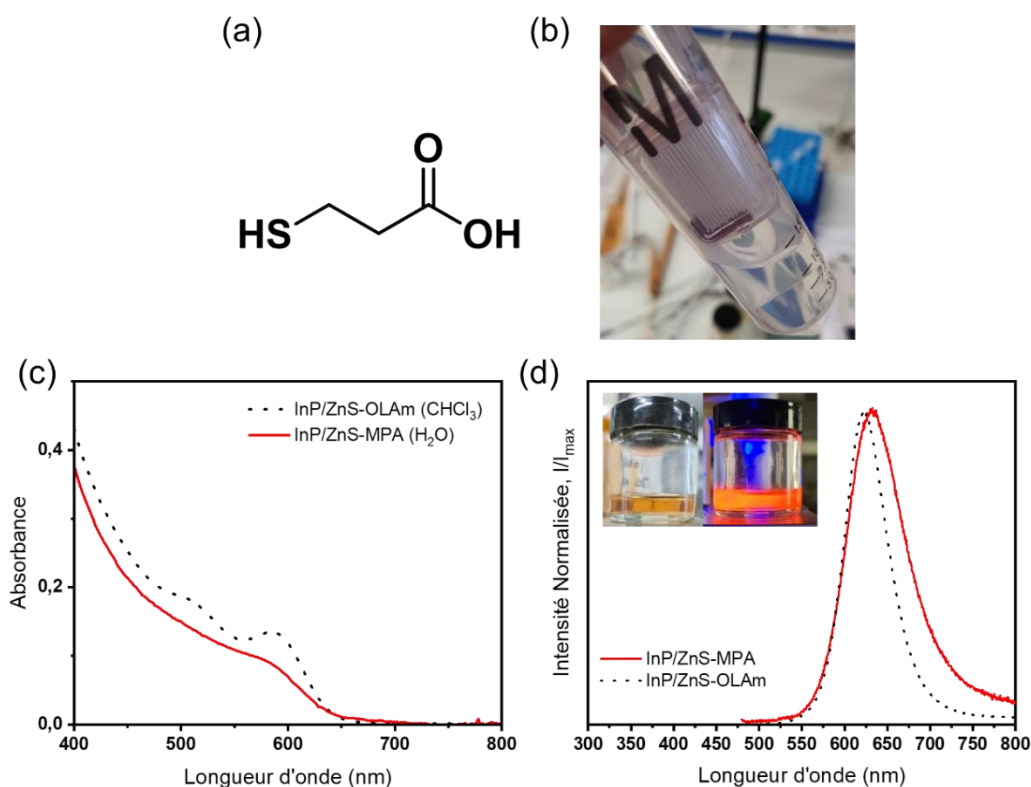 (a)
(b)
O
HS
OH
M
(c)
(d)
InP/ZnS-OLAm (CHCl₃)
InP/ZnS-MPA (H₂O)
0,4
0,2
0,0
Absorbance
400
500
600
700
800
Longueur d'onde (nm)
Intensité Normalisée, I/I_max
InP/ZnS-MPA
InP/ZnS-OLAm
300
350
400
450
500
550
600
650
700
750
800
Longueur d'onde (nm)